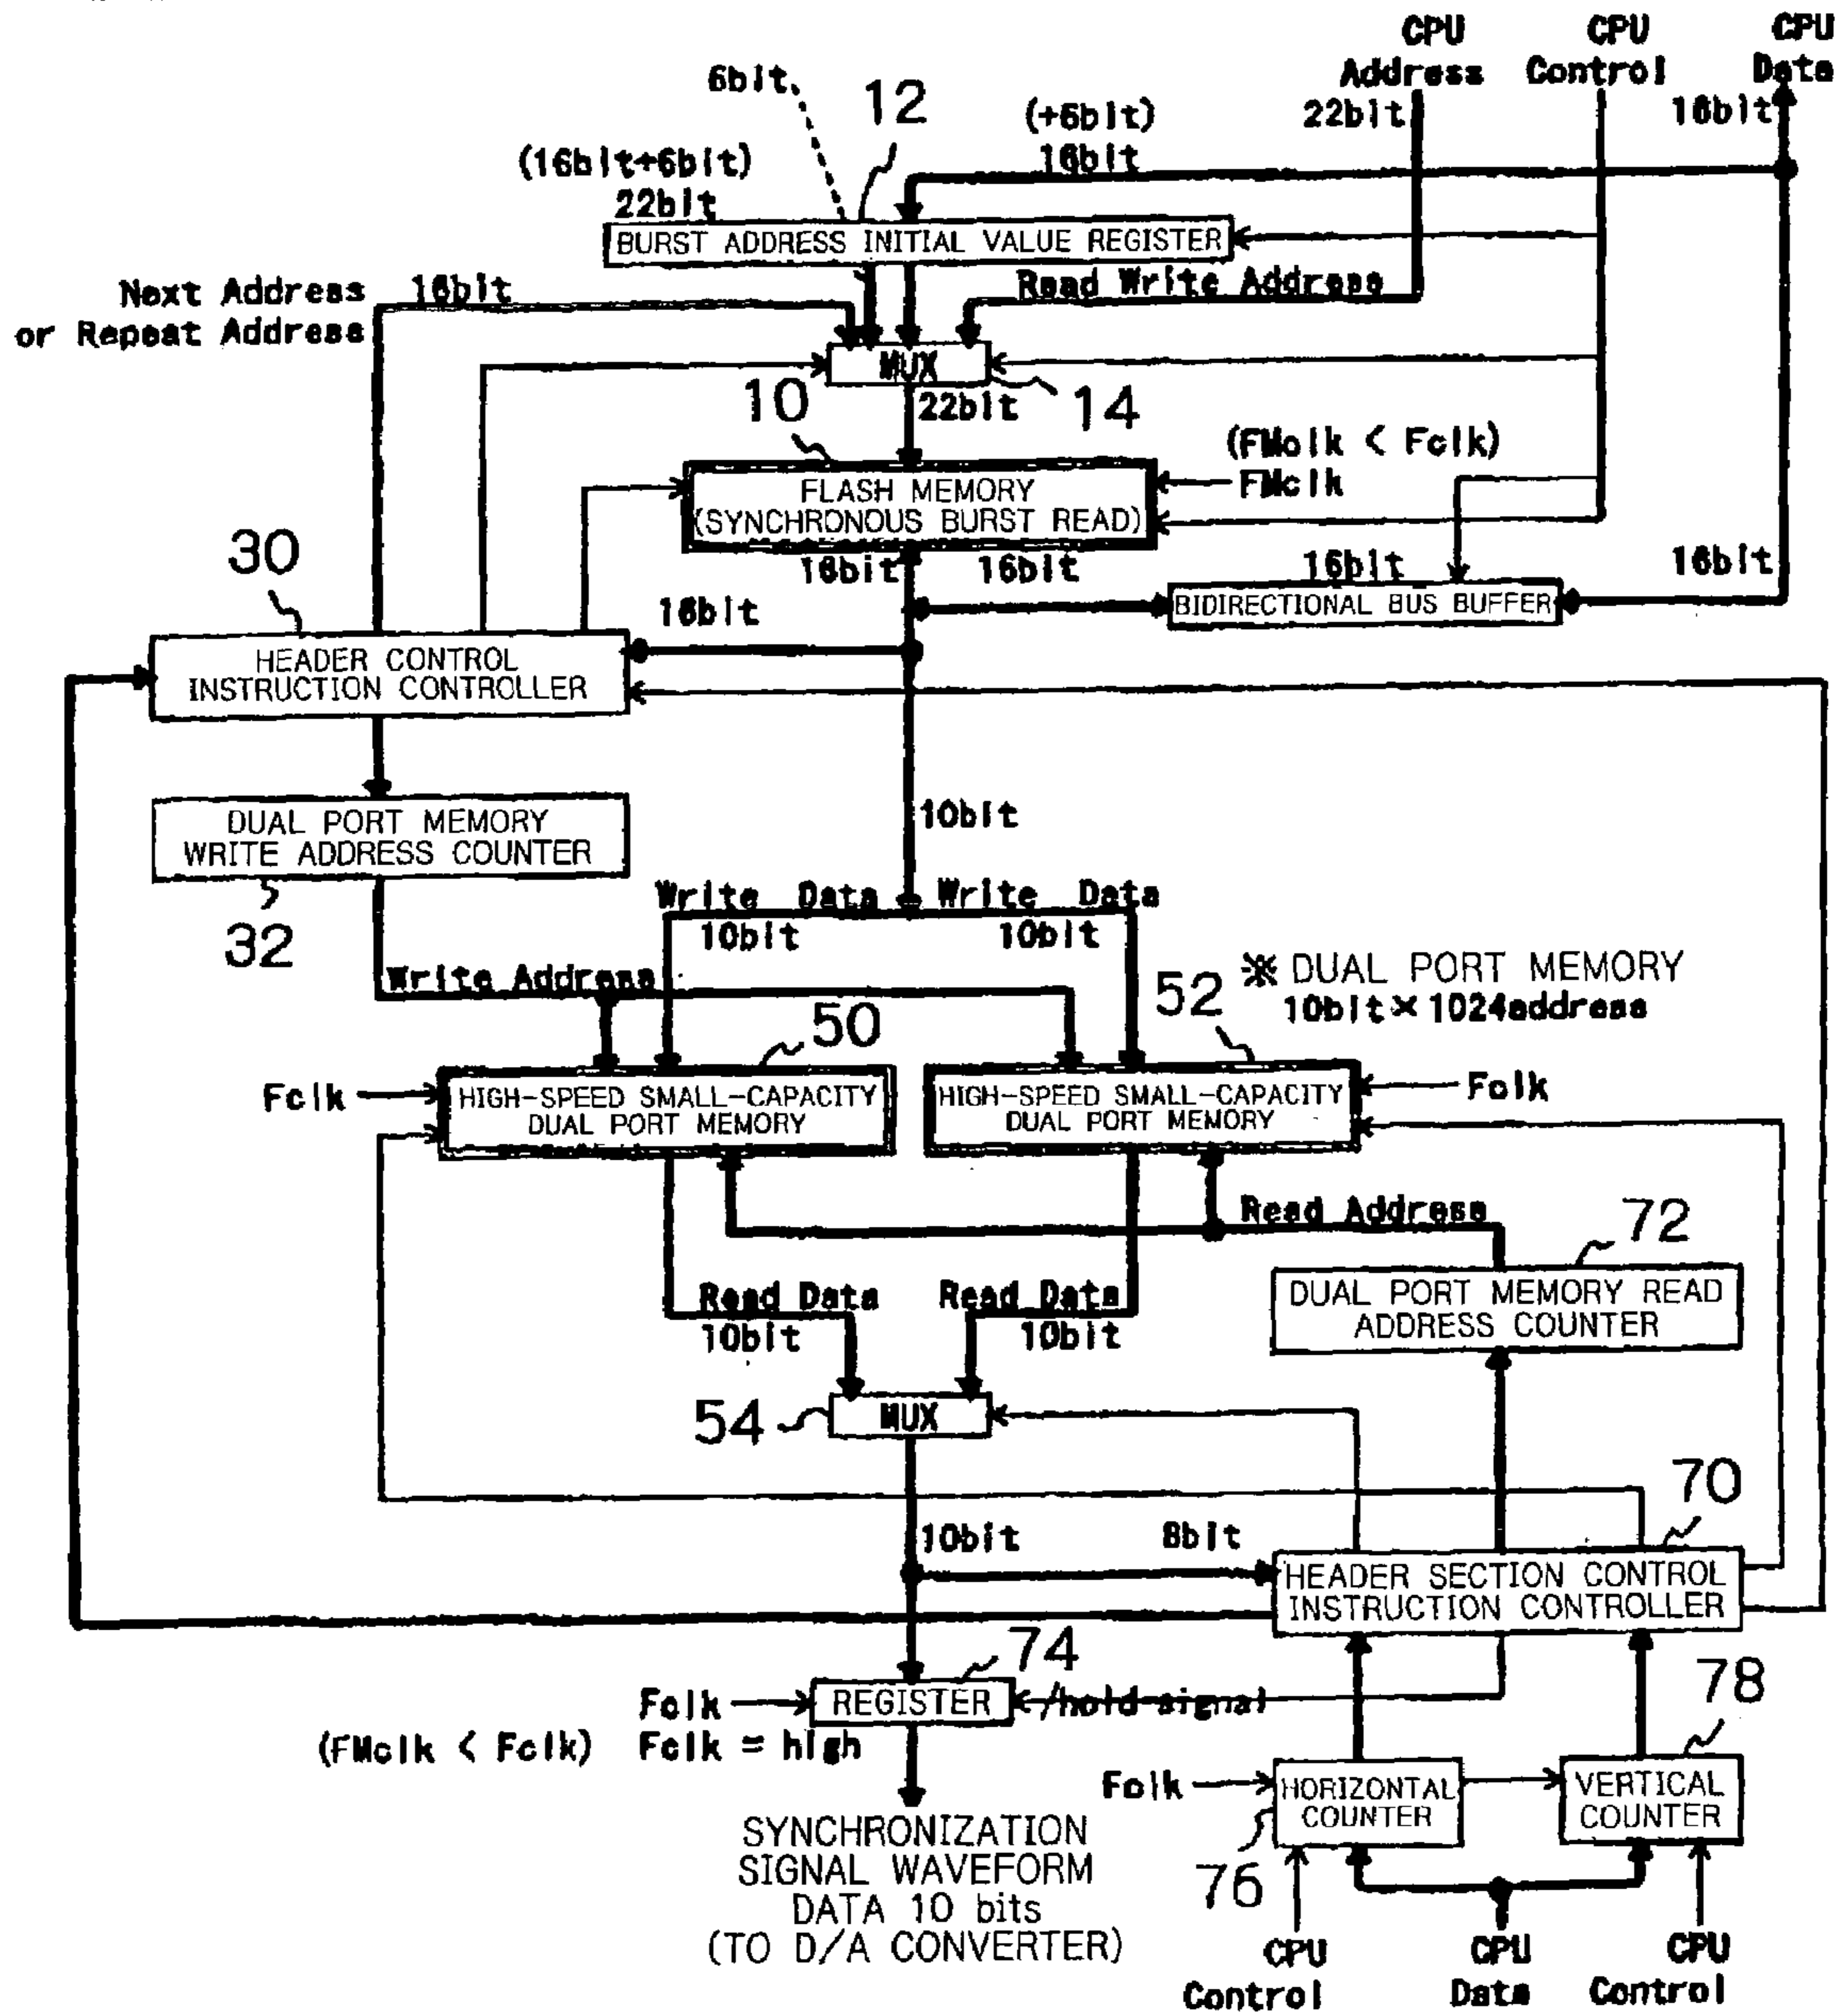 CPU Address
22bit
CPU Control
CPU Data
16bit
6bit
12
(+6bit)
16bit
(16bit+6bit)
22bit
BURST ADDRESS INITIAL VALUE REGISTER
Next Address
or Repeat Address
16bit
Read Write Address
MUX
10
22bit
14
FLASH MEMORY
(SYNCHRONOUS BURST READ)
(FMclk < Fclk)
FMclk
30
16bit
16bit
16bit
16bit
BIDIRECTIONAL BUS BUFFER
16bit
HEADER CONTROL
INSTRUCTION CONTROLLER
DUAL PORT MEMORY
WRITE ADDRESS COUNTER
32
10bit
Write Data
10bit
Write Data
10bit
Write Address
※ DUAL PORT MEMORY
10bit × 1024address
50
52
Fclk
HIGH-SPEED SMALL-CAPACITY
DUAL PORT MEMORY
HIGH-SPEED SMALL-CAPACITY
DUAL PORT MEMORY
Fclk
Read Address
72
DUAL PORT MEMORY READ
ADDRESS COUNTER
Read Data
10bit
Read Data
10bit
54
MUX
70
10bit
8bit
HEADER SECTION CONTROL
INSTRUCTION CONTROLLER
74
Fclk
REGISTER
/hold signal
(FMclk < Fclk) Fclk = high
78
Fclk
HORIZONTAL
COUNTER
VERTICAL
COUNTER
76
SYNCHRONIZATION
SIGNAL WAVEFORM
DATA 10 bits
(TO D/A CONVERTER)
CPU
Control
CPU
Data
CPU
Control